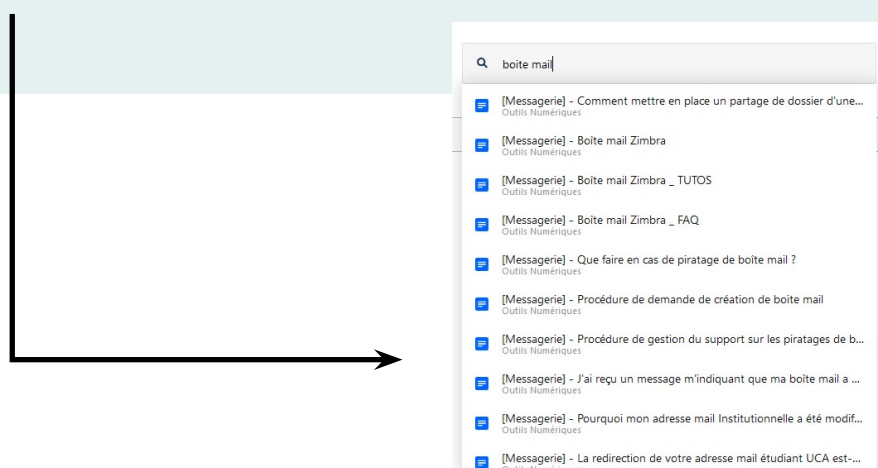 boite mail
[Messagerie] - Comment mettre en place un partage de dossier d'une...
Outils Numériques
[Messagerie] - Boîte mail Zimbra
Outils Numériques
[Messagerie] - Boîte mail Zimbra _ TUTOS
Outils Numériques
[Messagerie] - Boîte mail Zimbra _ FAQ
Outils Numériques
[Messagerie] - Que faire en cas de piratage de boîte mail ?
Outils Numériques
[Messagerie] - Procédure de demande de création de boite mail
Outils Numériques
[Messagerie] - Procédure de gestion du support sur les piratages de b...
Outils Numériques
[Messagerie] - J'ai reçu un message m'indiquant que ma boîte mail a ...
Outils Numériques
[Messagerie] - Pourquoi mon adresse mail Institutionnelle a été modif...
Outils Numériques
[Messagerie] - La redirection de votre adresse mail étudiant UCA est-...